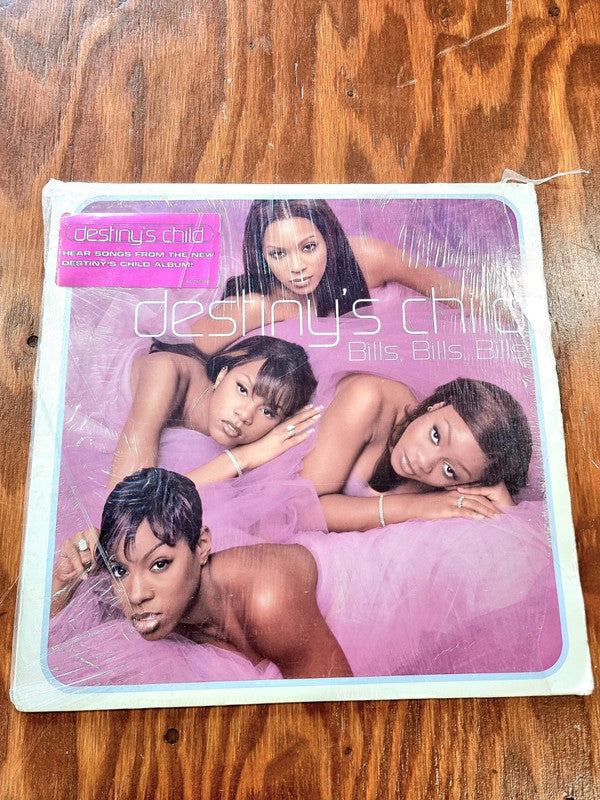 destiny's child
HEAR SONGS FROM THE NEW
DESTINY'S CHILD ALBUM!
destiny's child
Bills, Bills, Bills